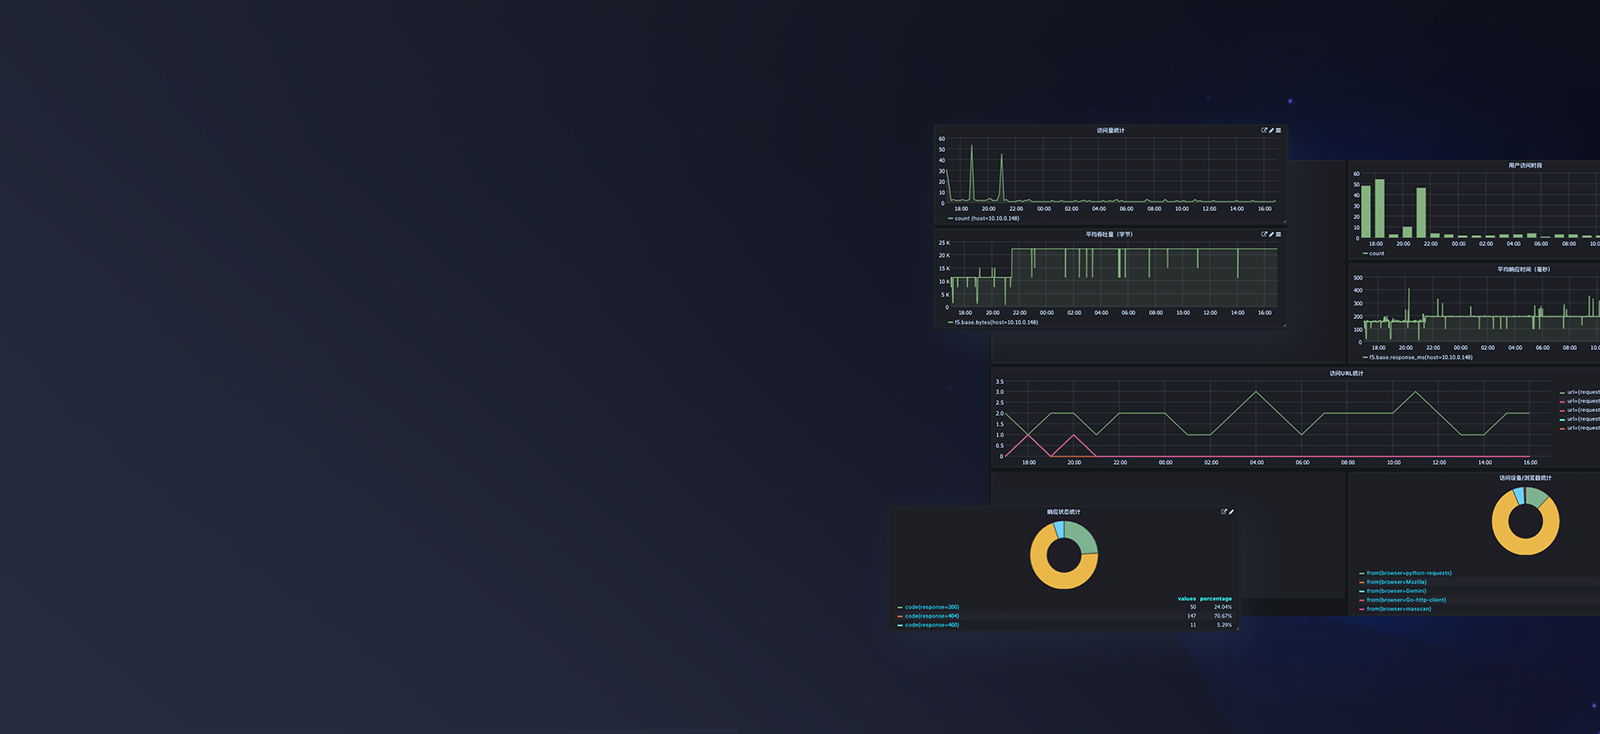 访问量统计
60
50
40
30
20
10
0
18:00 20:00 22:00 00:00 02:00 04:00 06:00 08:00 10:00 12:00 14:00 16:00
count (host=10.10.0.148)
平均吞吐量（字节）
25 K
20 K
15 K
10 K
5 K
0
18:00 20:00 22:00 00:00 02:00 04:00 06:00 08:00 10:00 12:00 14:00 16:00
f5.base.bytes(host=10.10.0.148)
用户访问时段
60
50
40
30
20
10
0
18:00 20:00 22:00 00:00 02:00 04:00 06:00 08:00 10:0
count
平均响应时间（毫秒）
500
400
300
200
100
0
18:00 20:00 22:00 00:00 02:00 04:00 06:00 08:00 10:0
f5.base.response_ms(host=10.10.0.148)
访问URL统计
3.5
3.0
2.5
2.0
1.5
1.0
0.5
0
18:00 20:00 22:00 00:00 02:00 04:00 06:00 08:00 10:00 12:00 14:00 16:00
url=(request
url=(request
url=(request
url=(request
url=(request
响应状态统计
values percentage
code(response=200) 50 24.04%
code(response=404) 147 70.67%
code(response=400) 11 5.29%
访问设备/浏览器统计
from(browser=python-requests)
from(browser=Mozilla)
from(browser=Gemini)
from(browser=Go-http-client)
from(browser=masscan)